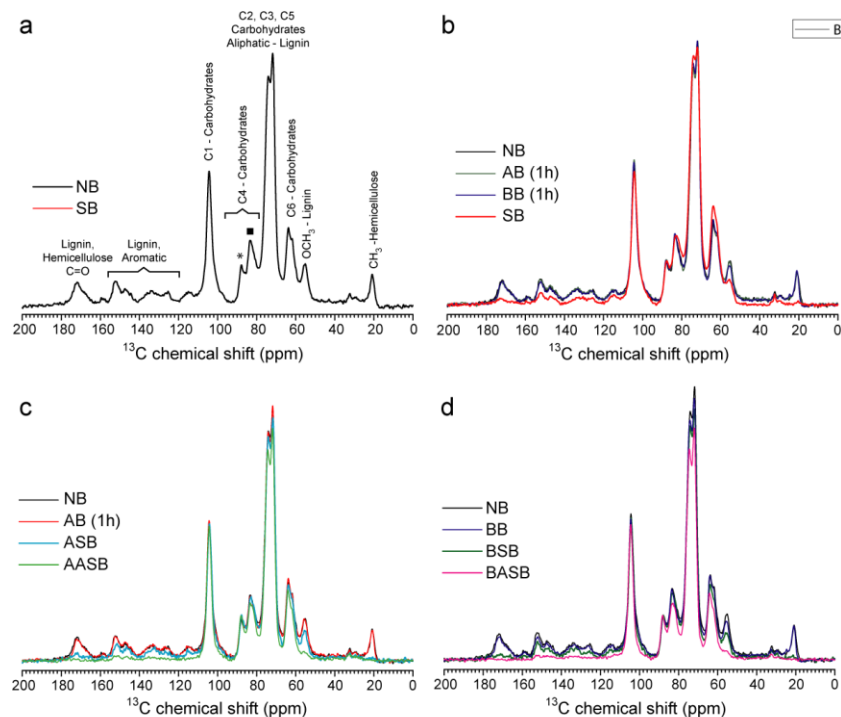 a
C2, C3, C5
Carbohydrates
Aliphatic - Lignin
C1 - Carbohydrates
C4 - Carbohydrates
C6 - Carbohydrates
OCH3 - Lignin
CH3 -Hemicellulose
NB
SB
Lignin,
Hemicellulose
C=O
Lignin,
Aromatic
*
■
200 180 160 140 120 100 80 60 40 20 0
13C chemical shift (ppm)
b
B
NB
AB (1h)
BB (1h)
SB
200 180 160 140 120 100 80 60 40 20 0
13C chemical shift (ppm)
c
NB
AB (1h)
ASB
AASB
200 180 160 140 120 100 80 60 40 20 0
13C chemical shift (ppm)
d
NB
BB
BSB
BASB
200 180 160 140 120 100 80 60 40 20 0
13C chemical shift (ppm)